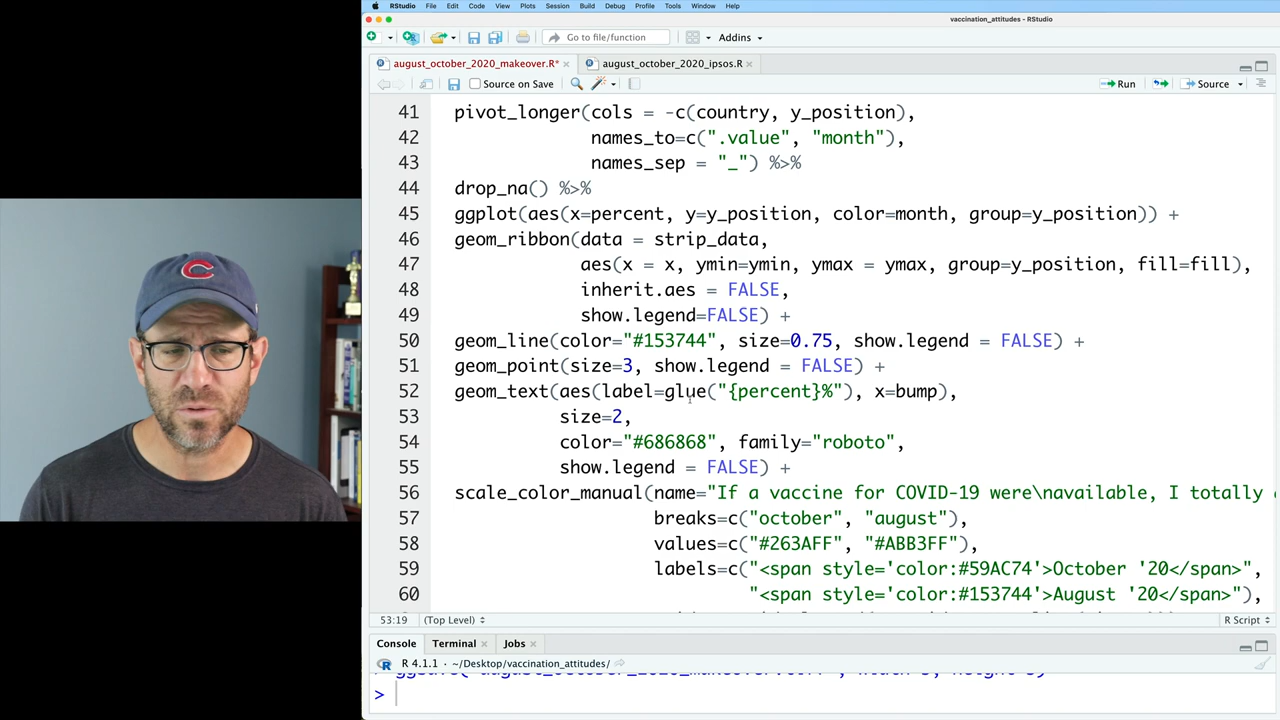 RStudio File Edit Code View Plots Session Build Debug Profile Tools Window Help
vaccination_attitudes - RStudio
Go to file/function Addins
august_october_2020_makeover.R* august_october_2020_ipsos.R
Source on Save Run Source
41 pivot_longer(cols = -c(country, y_position),
42 names_to=c(".value", "month"),
43 names_sep = "_") %>%
44 drop_na() %>%
45 ggplot(aes(x=percent, y=y_position, color=month, group=y_position)) +
46 geom_ribbon(data = strip_data,
47 aes(x = x, ymin=ymin, ymax = ymax, group=y_position, fill=fill),
48 inherit.aes = FALSE,
49 show.legend=FALSE) +
50 geom_line(color="#153744", size=0.75, show.legend = FALSE) +
51 geom_point(size=3, show.legend = FALSE) +
52 geom_text(aes(label=glue("{percent}%"), x=bump),
53 size=2,
54 color="#686868", family="roboto",
55 show.legend = FALSE) +
56 scale_color_manual(name="If a vaccine for COVID-19 were\navailable, I totally
57 breaks=c("october", "august"),
58 values=c("#263AFF", "#ABB3FF"),
59 labels=c("<span style='color:#59AC74'>October '20</span>",
60 "<span style='color:#153744'>August '20</span>"),
53:19 (Top Level) R Script
Console Terminal Jobs
R 4.1.1 · ~/Desktop/vaccination_attitudes/
>